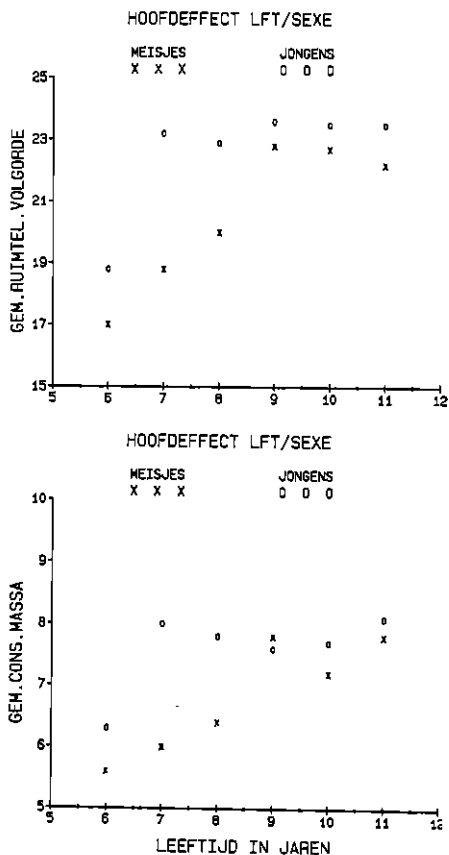 HOOFDEFFECT LFT/SEXE
MEISJES JONGENS
X X X O O O
GEM.RUIMTEL.VOLGORDE
25
23
21
19
17
15
5 6 7 8 9 10 11 12
HOOFDEFFECT LFT/SEXE
MEISJES JONGENS
X X X O O O
GEM.CONS.MASSA
10
9
8
7
6
5
5 6 7 8 9 10 11 12
LEEFTIJD IN JAREN